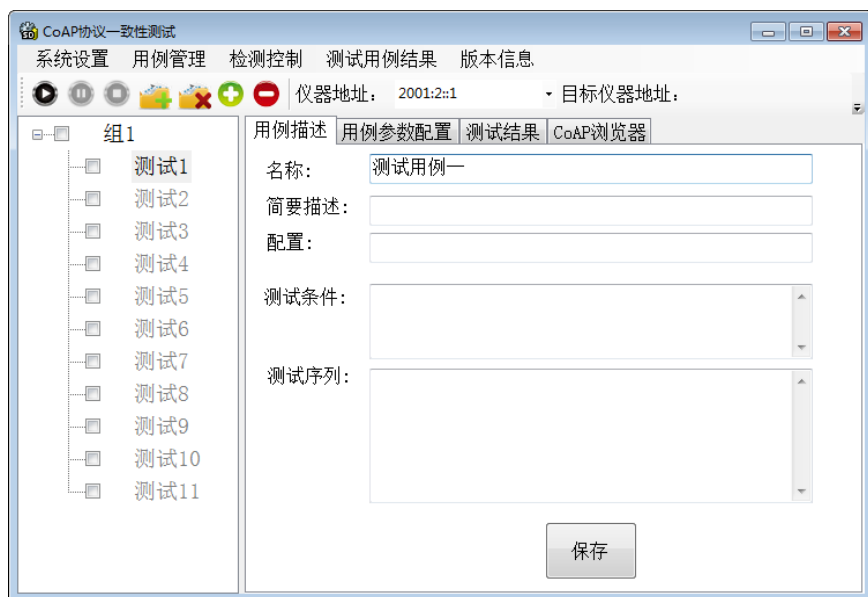 CoAP协议一致性测试
系统设置 用例管理 检测控制 测试用例结果 版本信息
仪器地址: 2001:2::1 目标仪器地址:
组1
测试1
测试2
测试3
测试4
测试5
测试6
测试7
测试8
测试9
测试10
测试11
用例描述 用例参数配置 测试结果 CoAP浏览器
名称: 测试用例一
简要描述:
配置:
测试条件:
测试序列:
保存